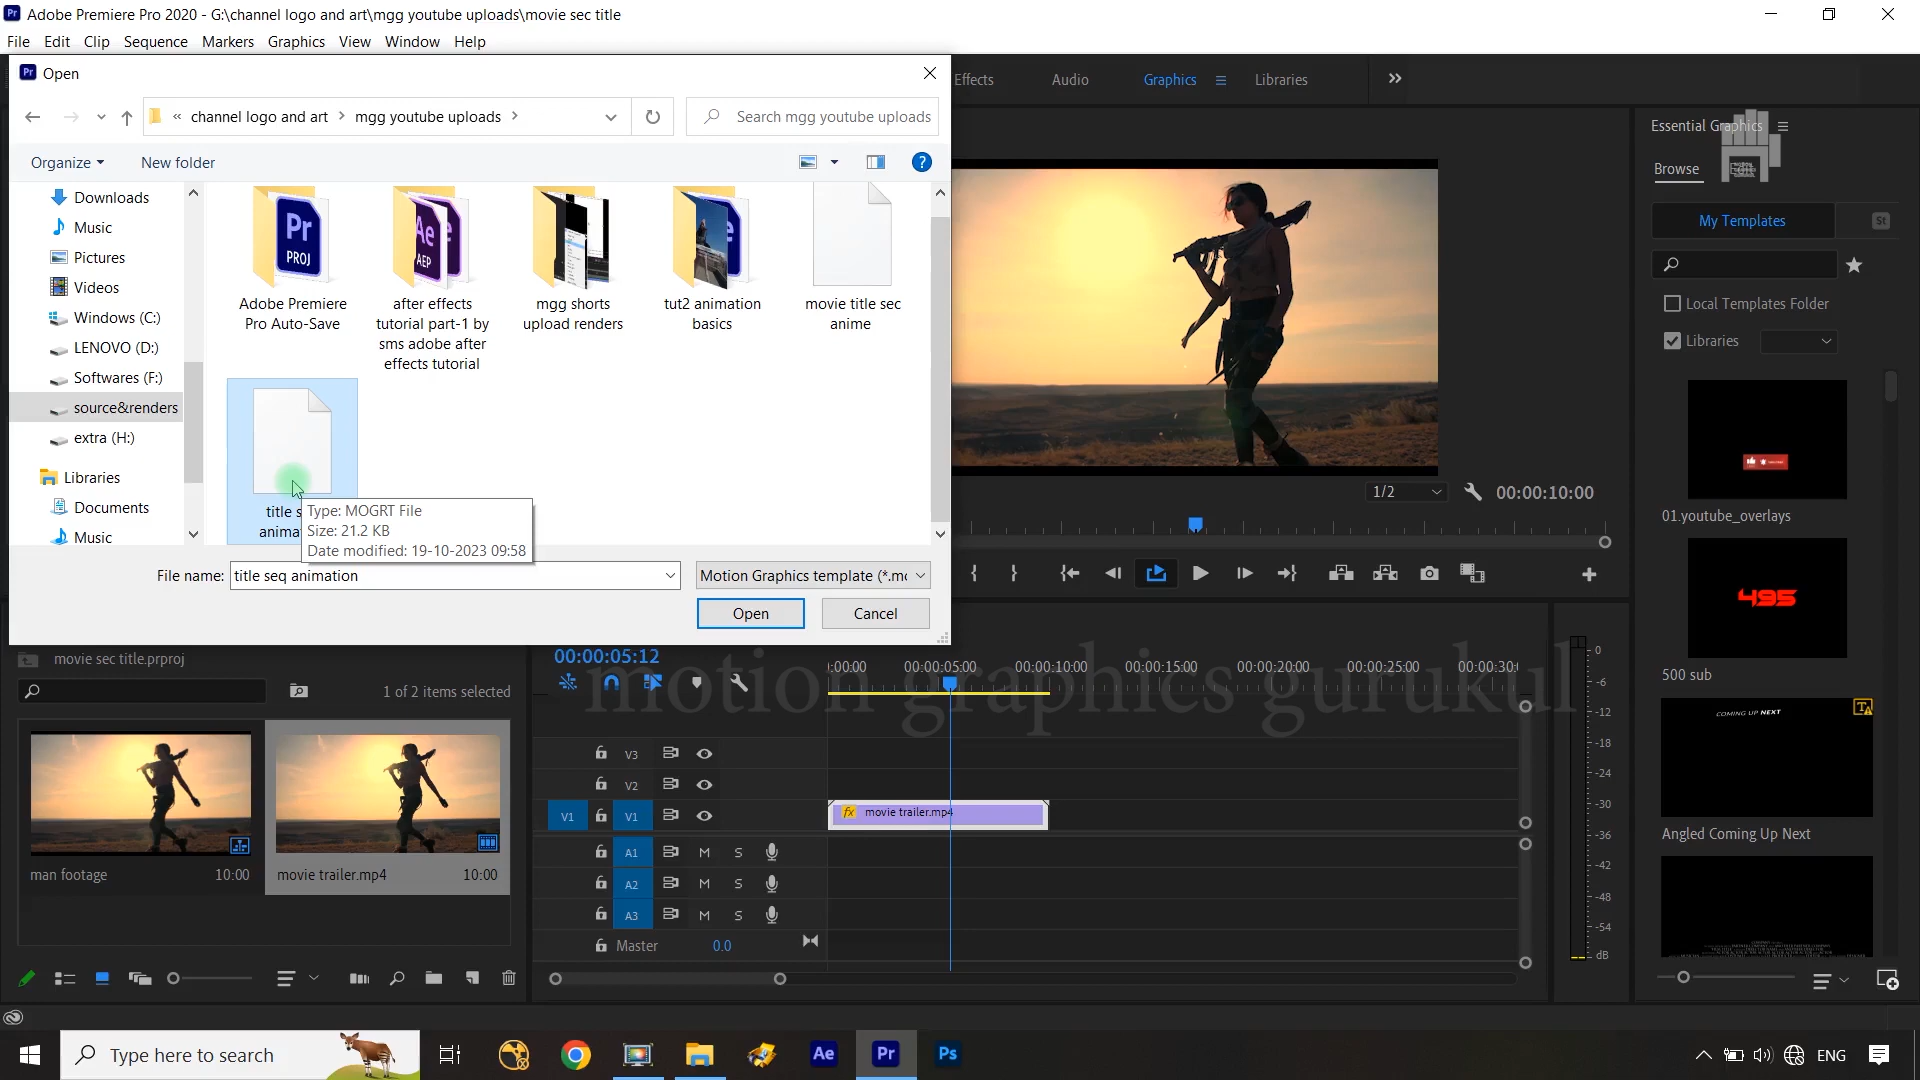 Adobe Premiere Pro 2020 - G:\channel logo and art\mgg youtube uploads\movie sec title
File Edit Clip Sequence Markers Graphics View Window Help
Open
« channel logo and art > mgg youtube uploads >
Search mgg youtube uploads
Organize
New folder
Effects Audio Graphics Libraries
Downloads
Music
Pictures
Videos
Windows (C:)
LENOVO (D:)
Softwares (F:)
source&renders
extra (H:)
Libraries
Documents
Music
Pr
PROJ
Adobe Premiere
Pro Auto-Save
Ae
AEP
after effects
tutorial part-1 by
sms adobe after
effects tutorial
mgg shorts
upload renders
tut2 animation
basics
movie title sec
anime
title s
anima
Type: MOGRT File
Size: 21.2 KB
Date modified: 19-10-2023 09:58
File name: title seq animation
Motion Graphics template (*.mc
Open
Cancel
1/2
00:00:10:00
Essential Graphics
Browse
My Templates
St
Local Templates Folder
Libraries
01.youtube_overlays
495
500 sub
COMING UP NEXT
Angled Coming Up Next
movie sec title.prproj
1 of 2 items selected
man footage 10:00
movie trailer.mp4 10:00
00:00:05:12
:00:00 00:00:05:00 00:00:10:00 00:00:15:00 00:00:20:00 00:00:25:00 00:00:30:
motion graphics gurukul
V3
V2
V1 V1
fx movie trailer.mp4
A1 M S
A2 M S
A3 M S
Master 0.0
0
-6
-12
-18
-24
-30
-36
-42
-48
-54
dB
Type here to search
Ae
Pr
Ps
ENG